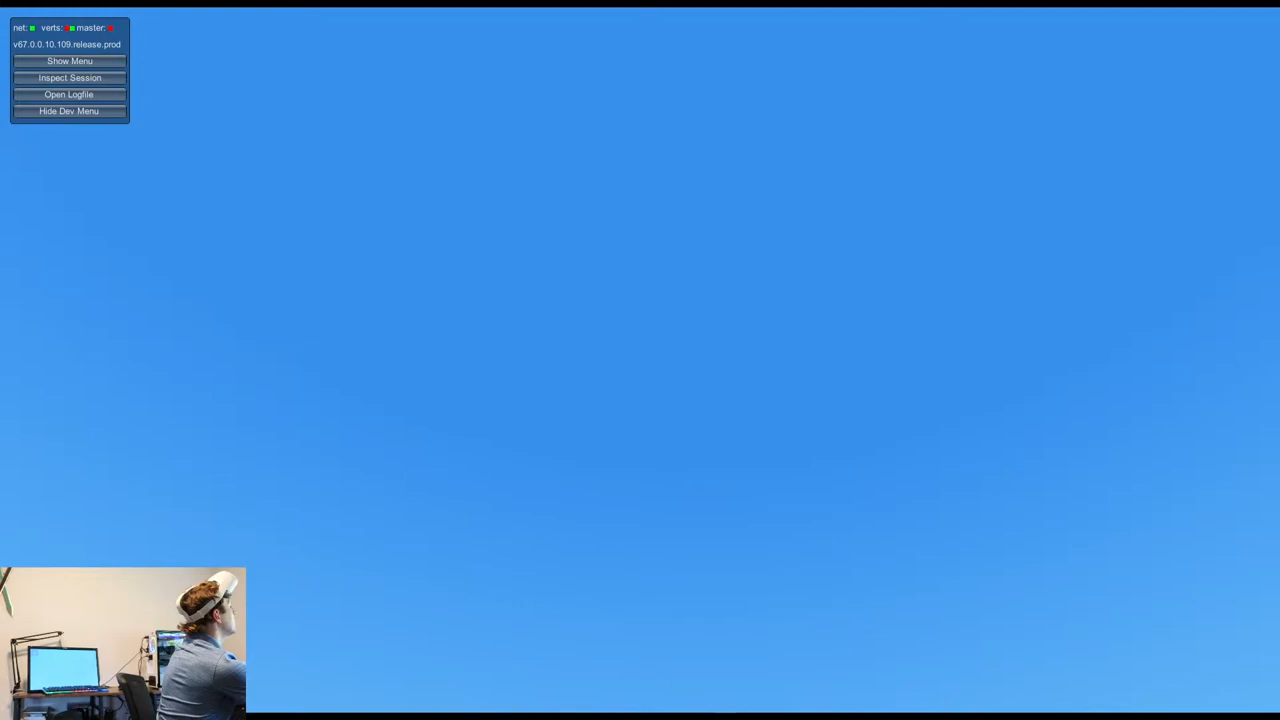 net: verts: master:
v67.0.0.10.109.release.prod
Show Menu
Inspect Session
Open Logfile
Hide Dev Menu